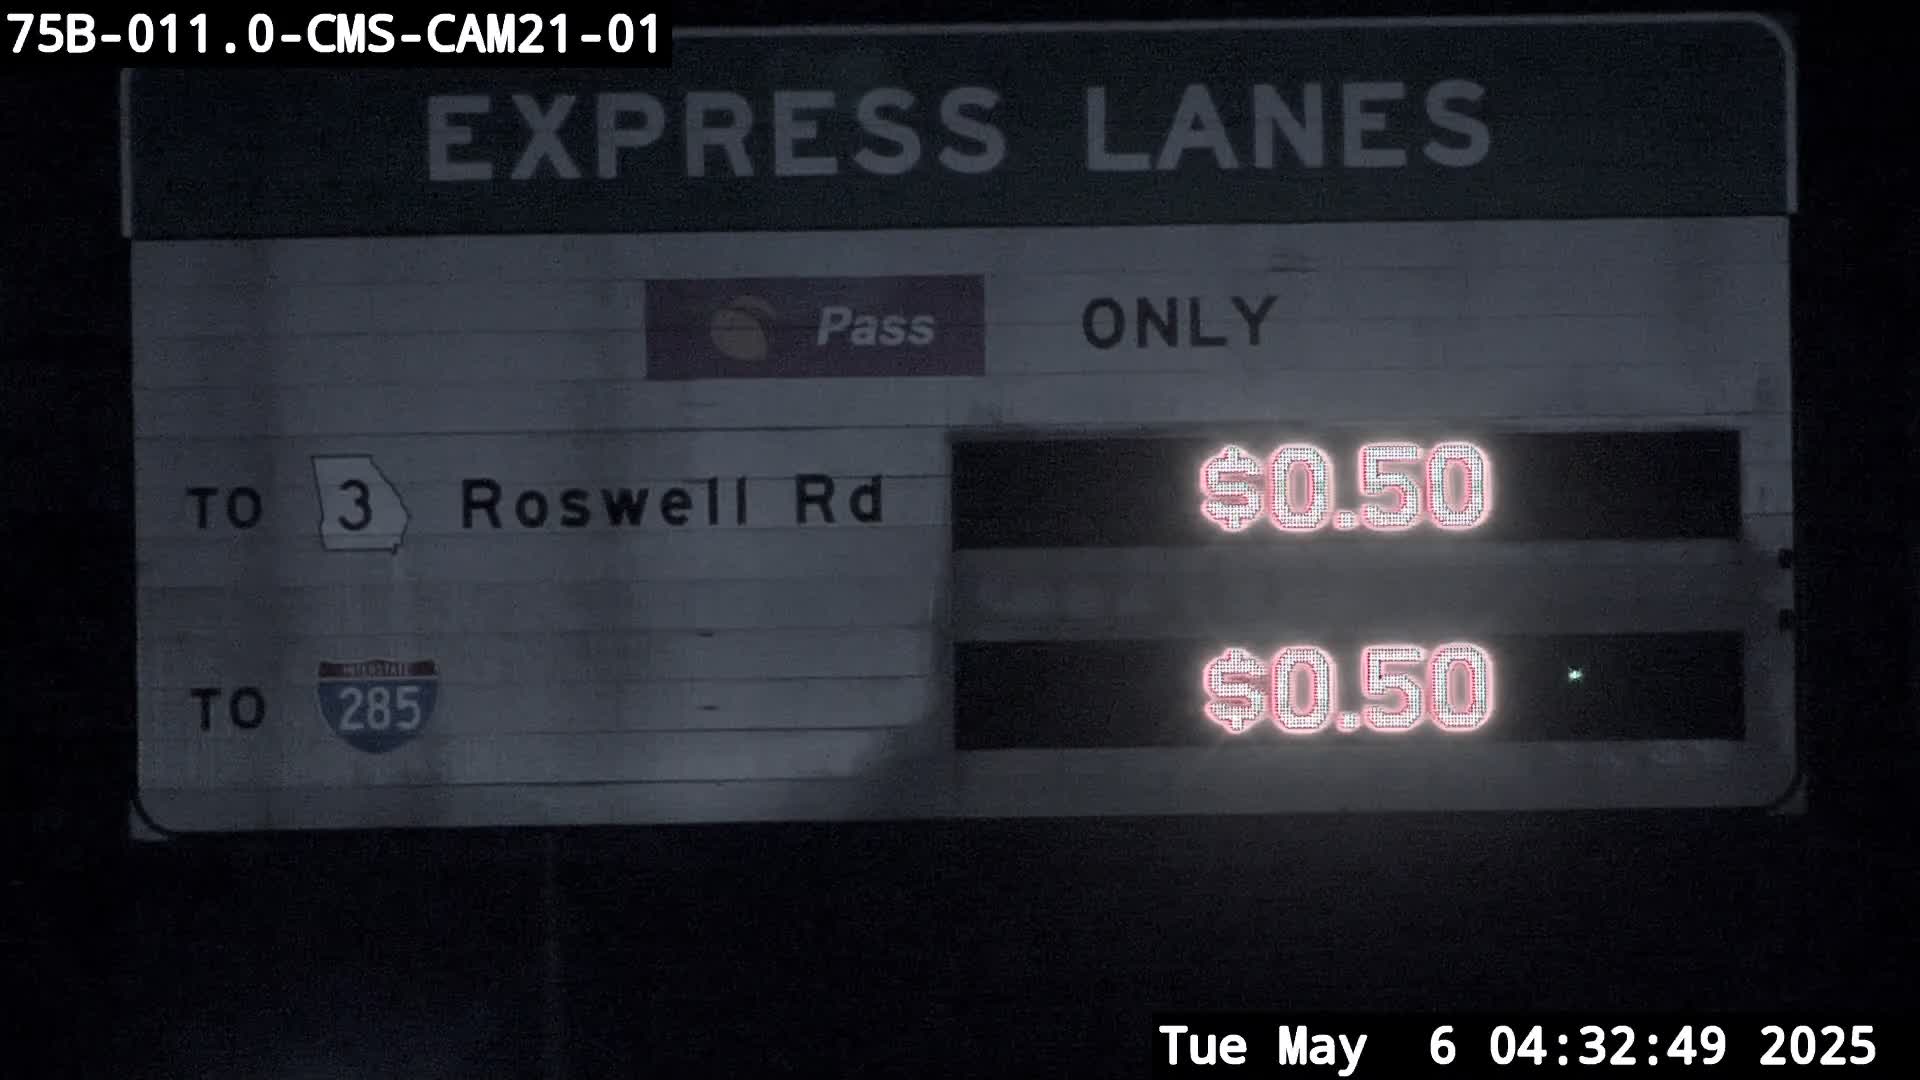 75B-011.0-CMS-CAM21-01
EXPRESS LANES
Pass ONLY
TO 3 Roswell Rd $0.50
TO INTERSTATE 285 $0.50
Tue May 6 04:32:49 2025